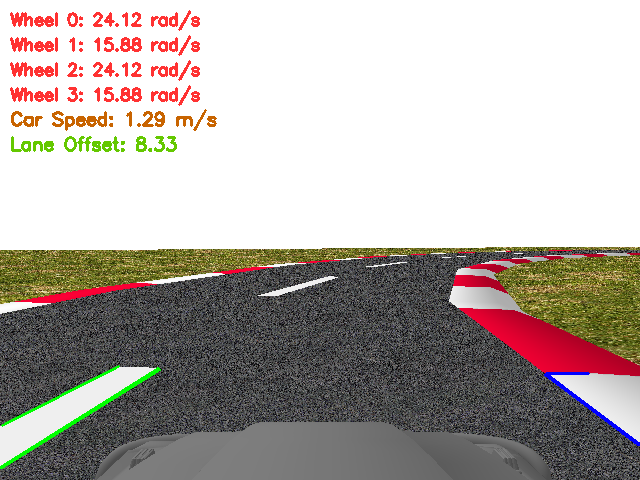 Wheel 0: 24.12 rad/s
Wheel 1: 15.88 rad/s
Wheel 2: 24.12 rad/s
Wheel 3: 15.88 rad/s
Car Speed: 1.29 m/s
Lane Offset: 8.33